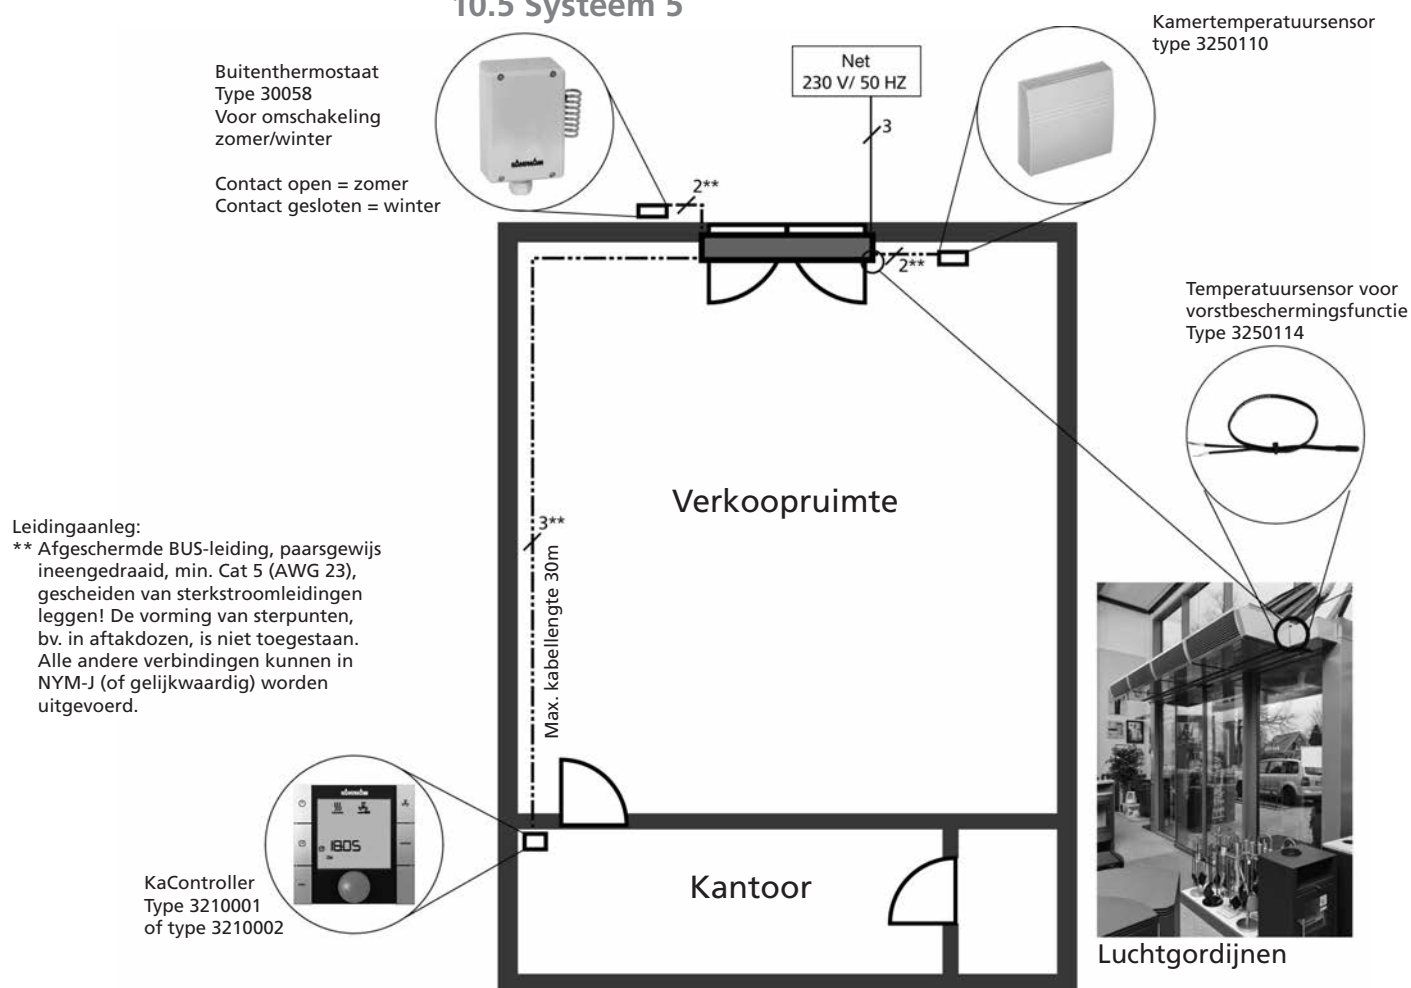 10.5 Systeem 5
Kamertemperatuursensor
type 3250110
Buitenthermostaat
Type 30058
Voor omschakeling
zomer/winter
Contact open = zomer
Contact gesloten = winter
Net
230 V/ 50 HZ
3
2**
2**
Temperatuursensor voor
vorstbeschermingsfunctie
Type 3250114
Verkoopruimte
Leidingaanleg:
** Afgeschermde BUS-leiding, paarsgewijs
ineengedraaid, min. Cat 5 (AWG 23),
gescheiden van sterkstroomleidingen
leggen! De vorming van sterpunten,
bv. in aftakdozen, is niet toegestaan.
Alle andere verbindingen kunnen in
NYM-J (of gelijkwaardig) worden
uitgevoerd.
3**
Max. kabellengte 30m
18:05
KaController
Type 3210001
of type 3210002
Kantoor
Luchtgordijnen